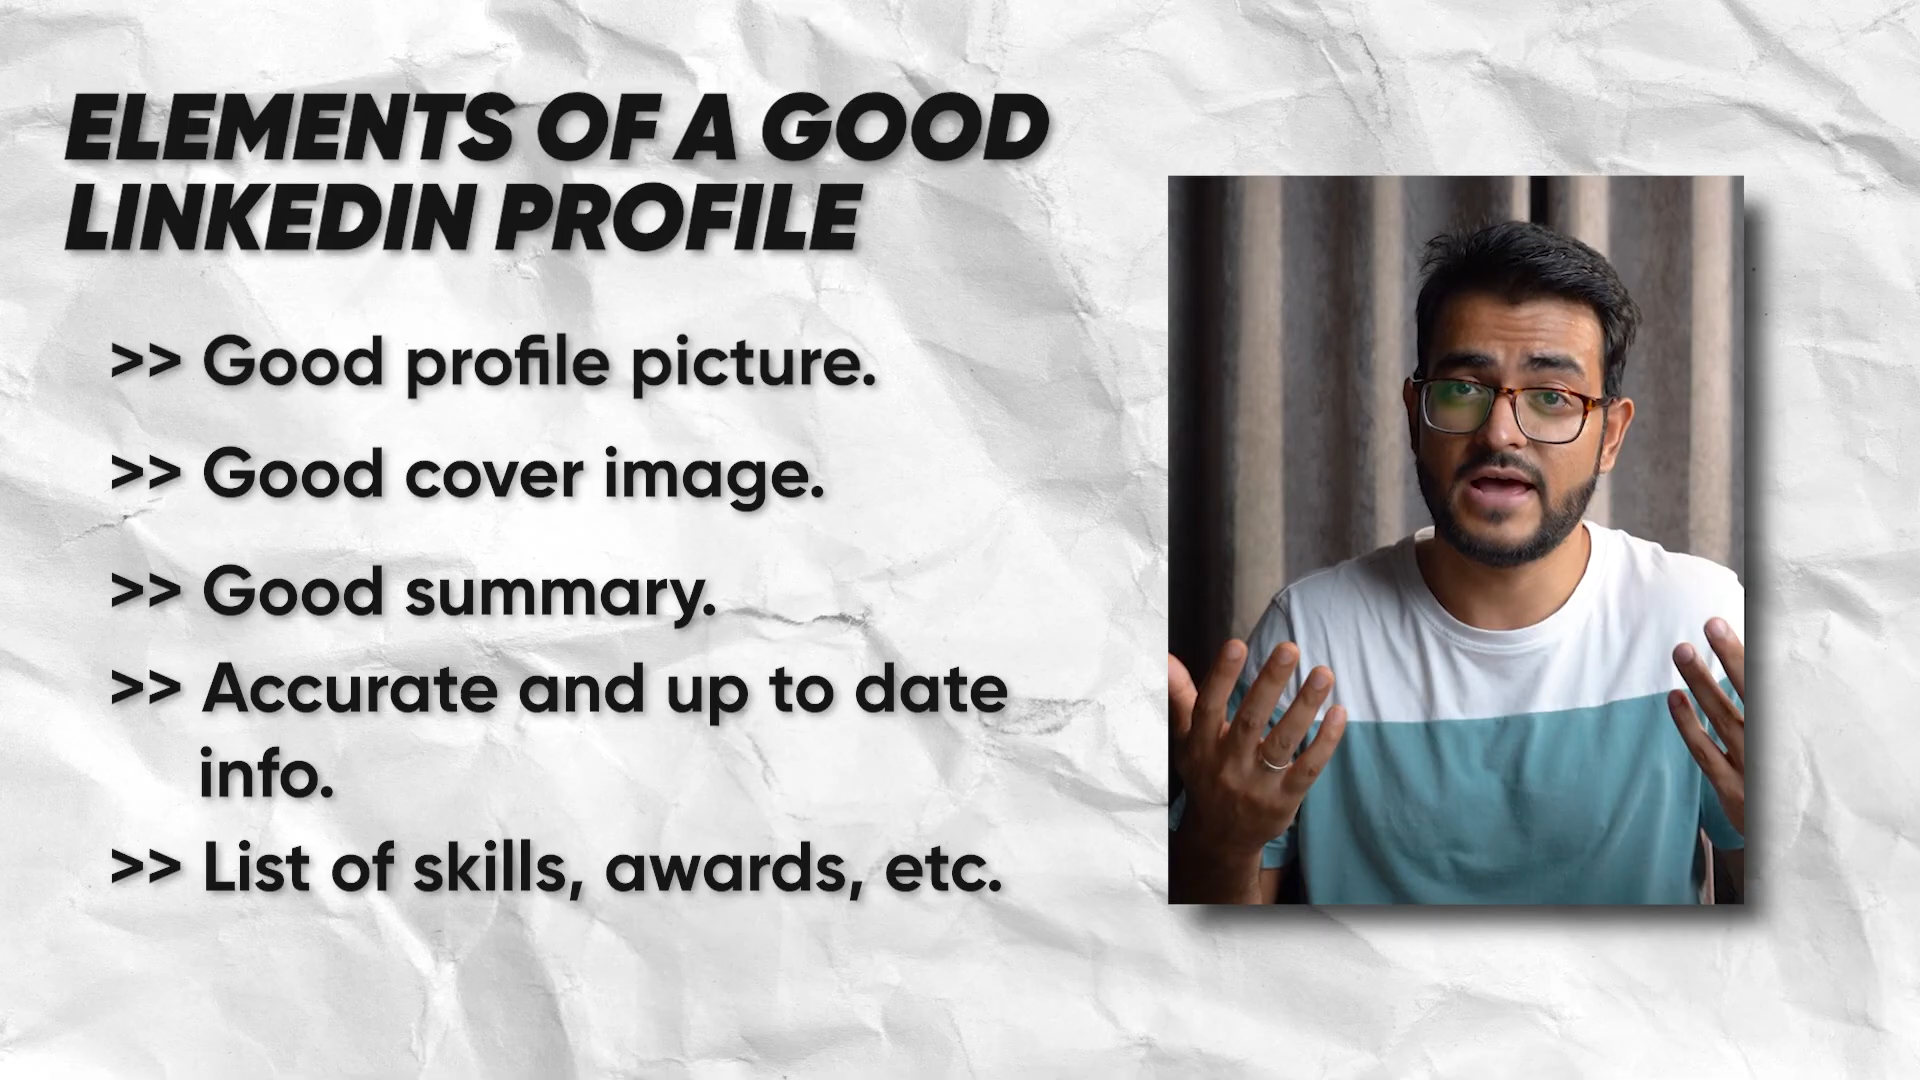 ELEMENTS OF A GOOD
LINKEDIN PROFILE
>> Good profile picture.
>> Good cover image.
>> Good summary.
>> Accurate and up to date
info.
>> List of skills, awards, etc.